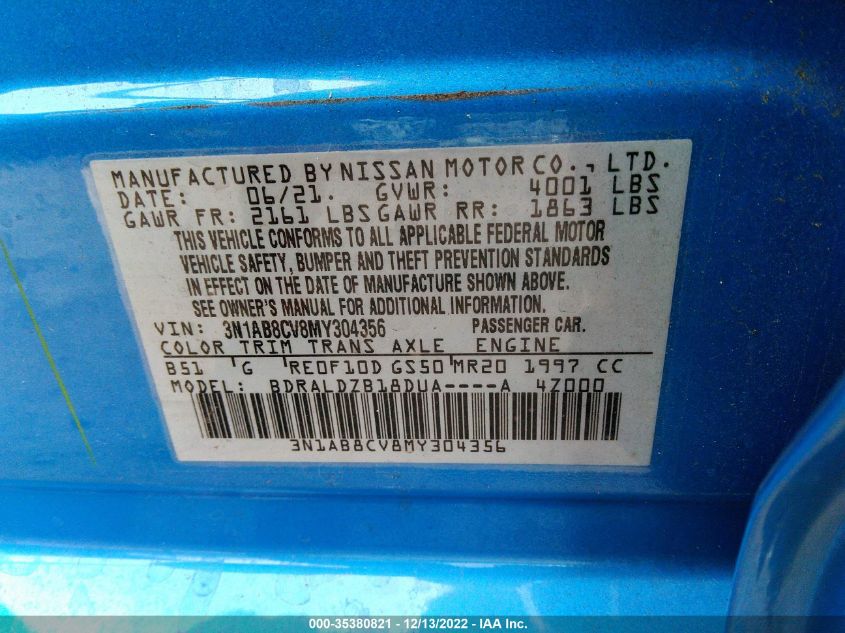 MANUFACTURED BY NISSAN MOTOR CO., LTD.
DATE: 06/21. GVWR: 4001 LBS
GAWR FR: 2161 LBS GAWR RR: 1863 LBS
THIS VEHICLE CONFORMS TO ALL APPLICABLE FEDERAL MOTOR
VEHICLE SAFETY, BUMPER AND THEFT PREVENTION STANDARDS
IN EFFECT ON THE DATE OF MANUFACTURE SHOWN ABOVE.
SEE OWNER'S MANUAL FOR ADDITIONAL INFORMATION.
VIN: 3N1AB8CV8MY304356 PASSENGER CAR.
COLOR TRIM TRANS AXLE ENGINE
B51 G RE0F10D GS50 MR20 1997 CC
MODEL: BDRALDZB18DUA----A 4Z000
3N1AB8CV8MY304356
000-35380821 - 12/13/2022 - IAA Inc.